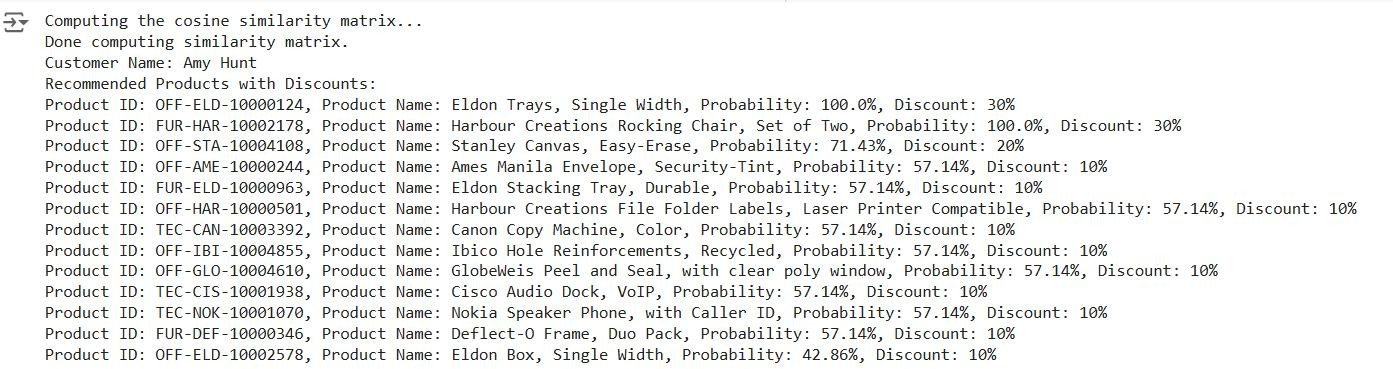 Computing the cosine similarity matrix...
Done computing similarity matrix.
Customer Name: Amy Hunt
Recommended Products with Discounts:
Product ID: OFF-ELD-10000124, Product Name: Eldon Trays, Single Width, Probability: 100.0%, Discount: 30%
Product ID: FUR-HAR-10002178, Product Name: Harbour Creations Rocking Chair, Set of Two, Probability: 100.0%, Discount: 30%
Product ID: OFF-STA-10004108, Product Name: Stanley Canvas, Easy-Erase, Probability: 71.43%, Discount: 20%
Product ID: OFF-AME-10000244, Product Name: Ames Manila Envelope, Security-Tint, Probability: 57.14%, Discount: 10%
Product ID: FUR-ELD-10000963, Product Name: Eldon Stacking Tray, Durable, Probability: 57.14%, Discount: 10%
Product ID: OFF-HAR-10000501, Product Name: Harbour Creations File Folder Labels, Laser Printer Compatible, Probability: 57.14%, Discount: 10%
Product ID: TEC-CAN-10003392, Product Name: Canon Copy Machine, Color, Probability: 57.14%, Discount: 10%
Product ID: OFF-IBI-10004855, Product Name: Ibico Hole Reinforcements, Recycled, Probability: 57.14%, Discount: 10%
Product ID: OFF-GLO-10004610, Product Name: GlobeWeis Peel and Seal, with clear poly window, Probability: 57.14%, Discount: 10%
Product ID: TEC-CIS-10001938, Product Name: Cisco Audio Dock, VoIP, Probability: 57.14%, Discount: 10%
Product ID: TEC-NOK-10001070, Product Name: Nokia Speaker Phone, with Caller ID, Probability: 57.14%, Discount: 10%
Product ID: FUR-DEF-10000346, Product Name: Deflect-O Frame, Duo Pack, Probability: 57.14%, Discount: 10%
Product ID: OFF-ELD-10002578, Product Name: Eldon Box, Single Width, Probability: 42.86%, Discount: 10%